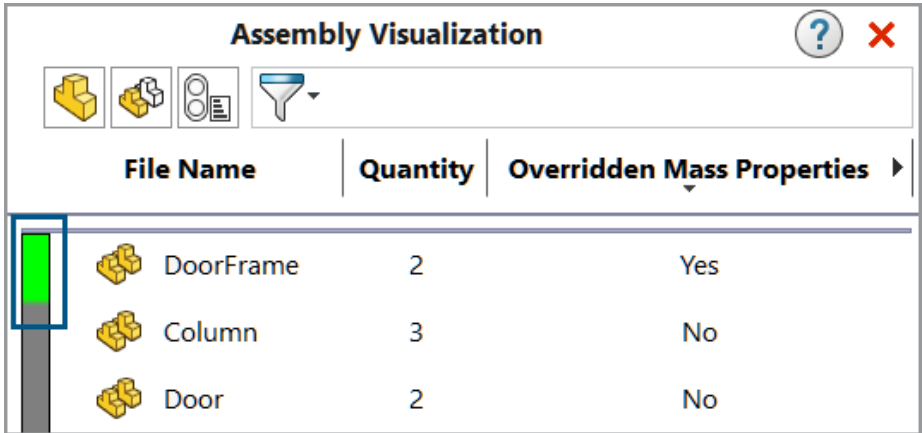 Assembly Visualization ?
File Name Quantity Overridden Mass Properties
DoorFrame 2 Yes
Column 3 No
Door 2 No